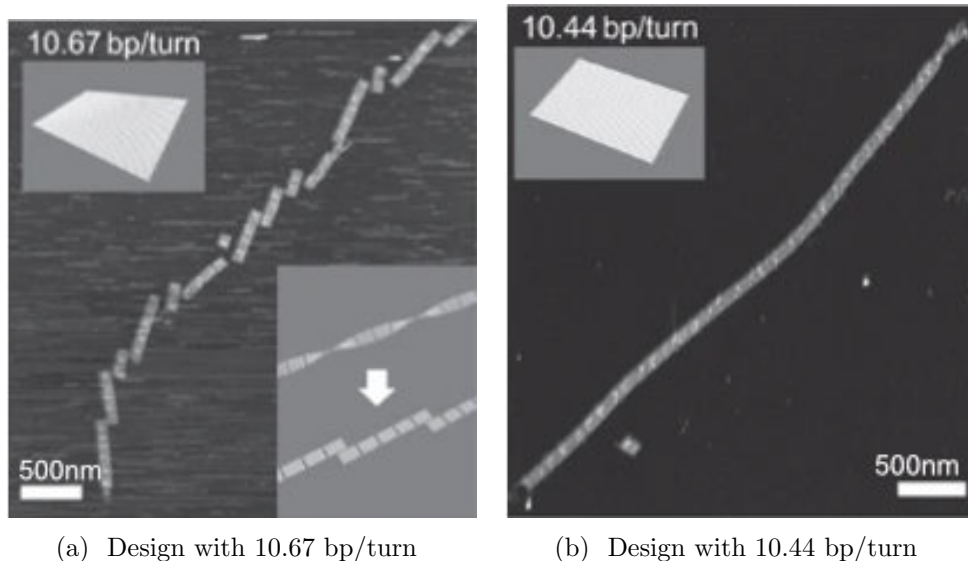 10.67 bp/turn
500nm
10.44 bp/turn
500nm
(a) Design with 10.67 bp/turn
(b) Design with 10.44 bp/turn